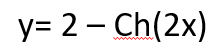 y= 2 – Ch(2x)